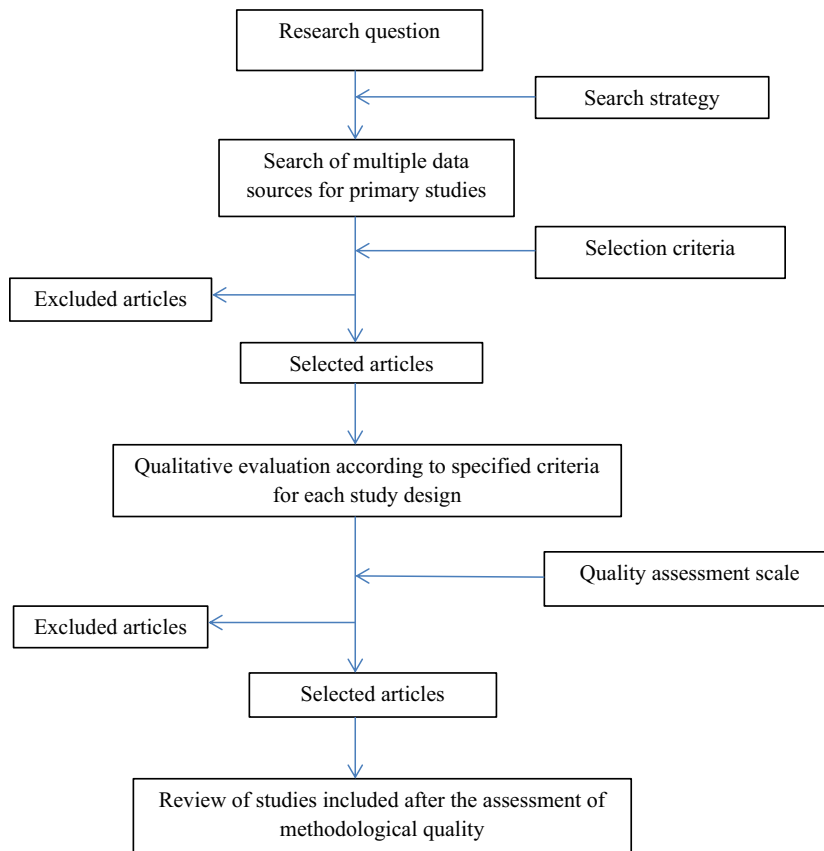 Research question
Search strategy
Search of multiple data
sources for primary studies
Selection criteria
Excluded articles
Selected articles
Qualitative evaluation according to specified criteria
for each study design
Quality assessment scale
Excluded articles
Selected articles
Review of studies included after the assessment of
methodological quality